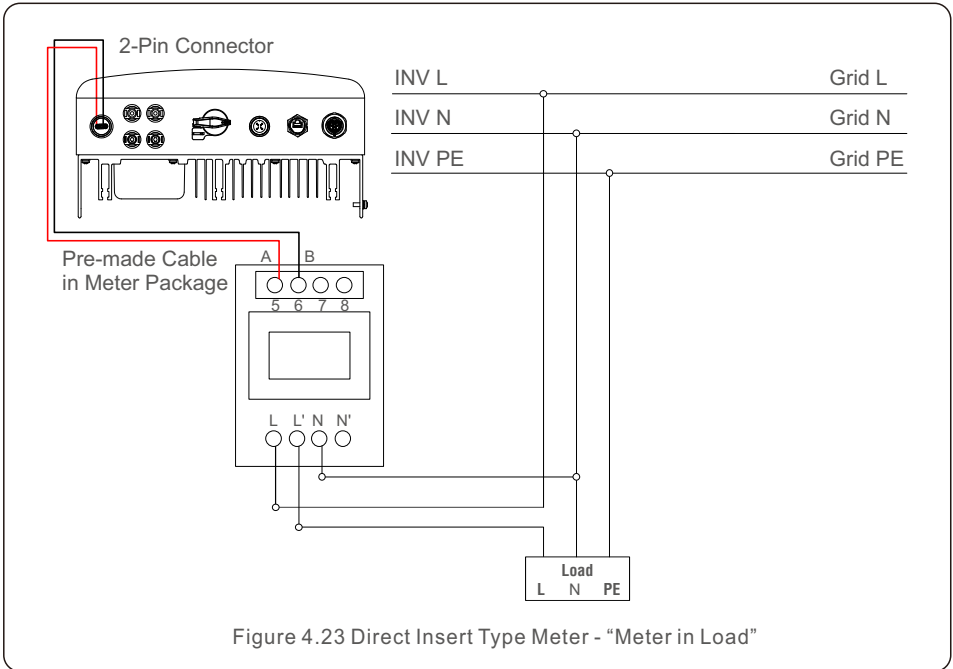 2-Pin Connector
INV L
Grid L
INV N
Grid N
INV PE
Grid PE
Pre-made Cable
in Meter Package
A B
5 6 7 8
L L' N N'
Load
L N PE
Figure 4.23 Direct Insert Type Meter - “Meter in Load”